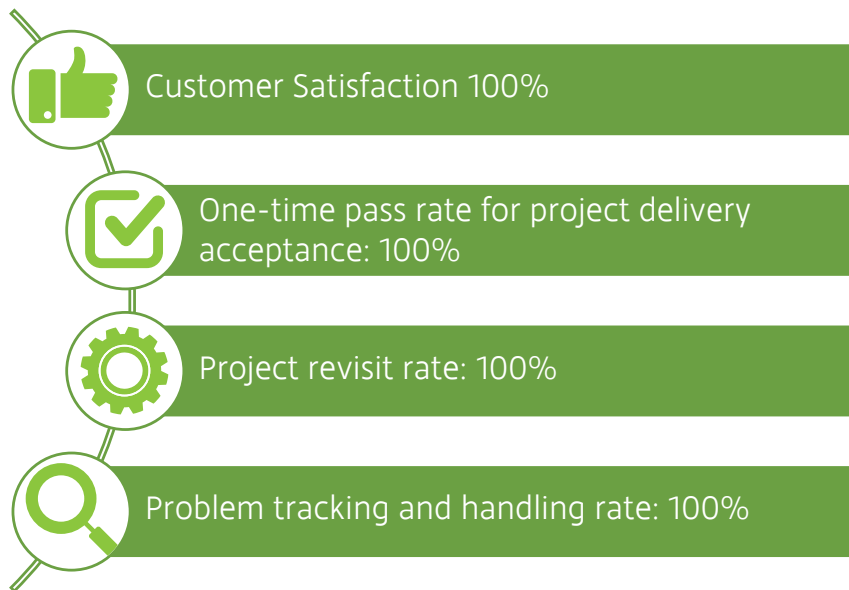 Customer Satisfaction 100%
One-time pass rate for project delivery
acceptance: 100%
Project revisit rate: 100%
Problem tracking and handling rate: 100%